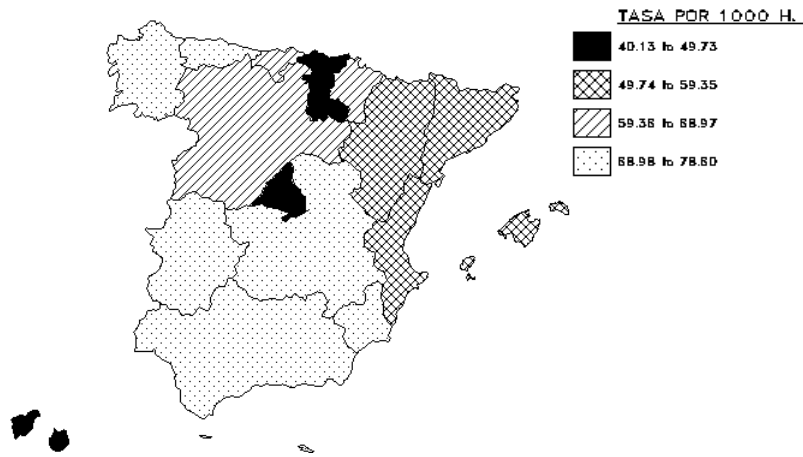 TASA POR 1000 H.
40.13 to 49.73
49.74 to 59.35
59.36 to 68.97
68.98 to 78.60